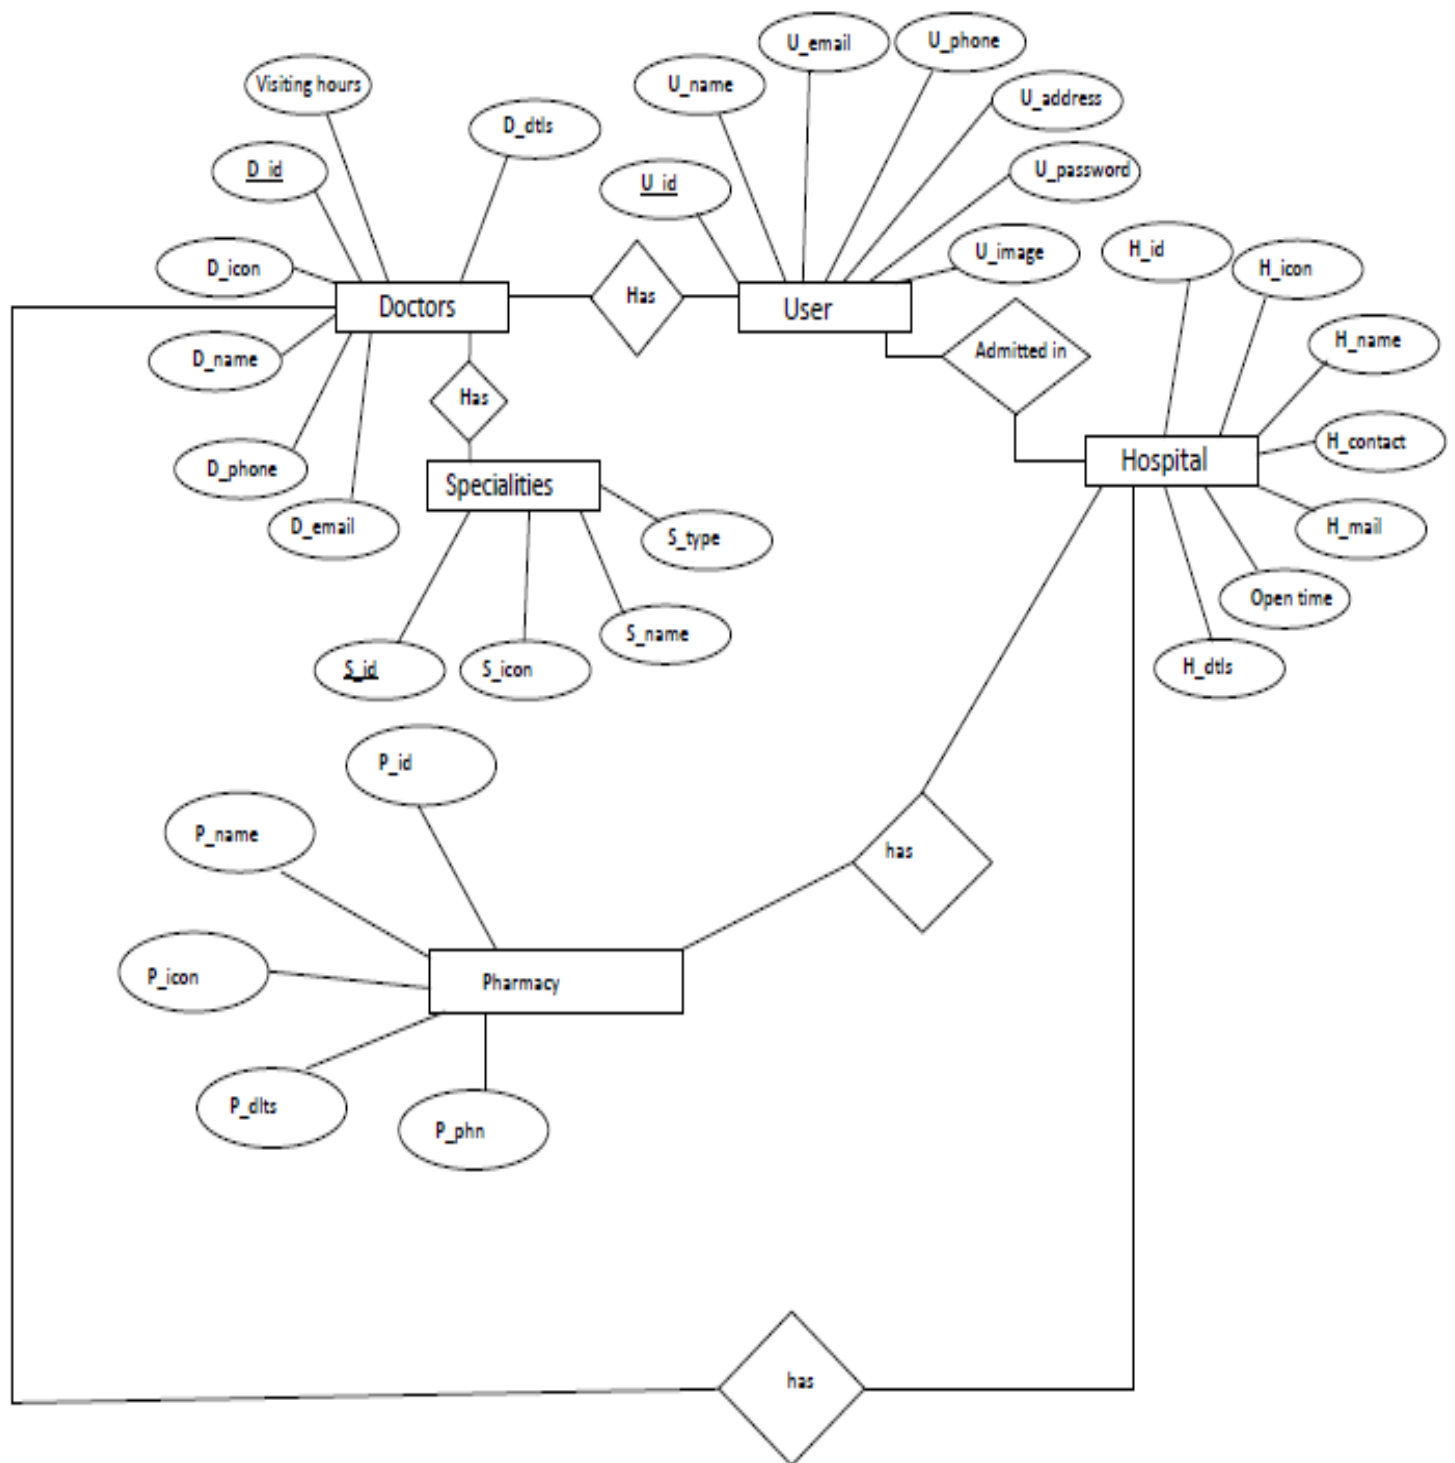 U_email
U_phone
Visiting hours
U_name
U_address
D_dtls
D_id
U_id
U_password
D_icon
U_image
H_id
H_icon
Doctors
Has
User
H_name
D_name
Has
Admitted in
D_phone
Specialities
Hospital
H_contact
D_email
S_type
H_mail
S_name
Open time
S_id
S_icon
H_dtls
P_id
P_name
has
P_icon
Pharmacy
P_dlts
P_phn
has